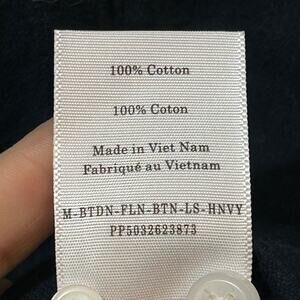 100% Cotton
100% Coton
Made in Viet Nam
Fabriqué au Vietnam
M-BTDN-FLN-BTN-LS-HNVY
PP5032623873